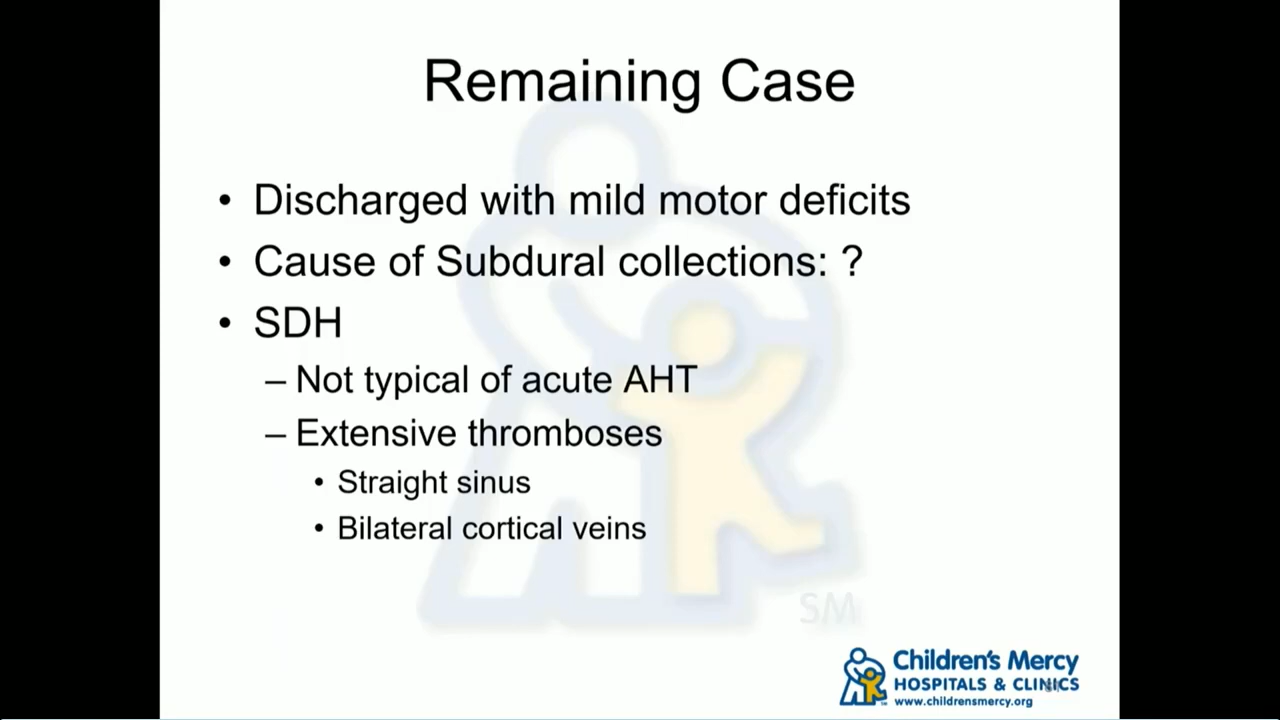 Remaining Case
• Discharged with mild motor deficits
• Cause of Subdural collections: ?
• SDH
– Not typical of acute AHT
– Extensive thromboses
• Straight sinus
• Bilateral cortical veins
SM
Children's Mercy
HOSPITALS & CLINICS
www.childrensmercy.org